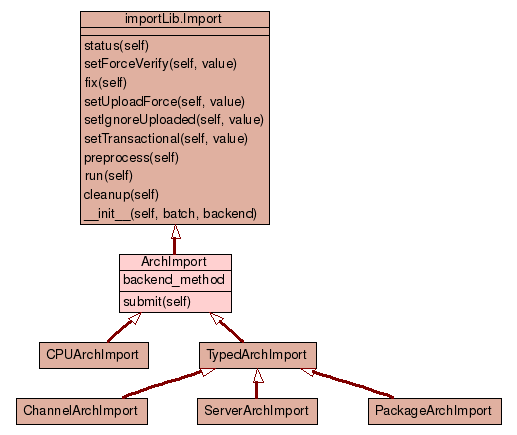 importLib.Import
status(self)
setForceVerify(self, value)
fix(self)
setUploadForce(self, value)
setIgnoreUploaded(self, value)
setTransactional(self, value)
preprocess(self)
run(self)
cleanup(self)
__init__(self, batch, backend)
ArchImport
backend_method
submit(self)
CPUArchImport
TypedArchImport
ChannelArchImport
ServerArchImport
PackageArchImport